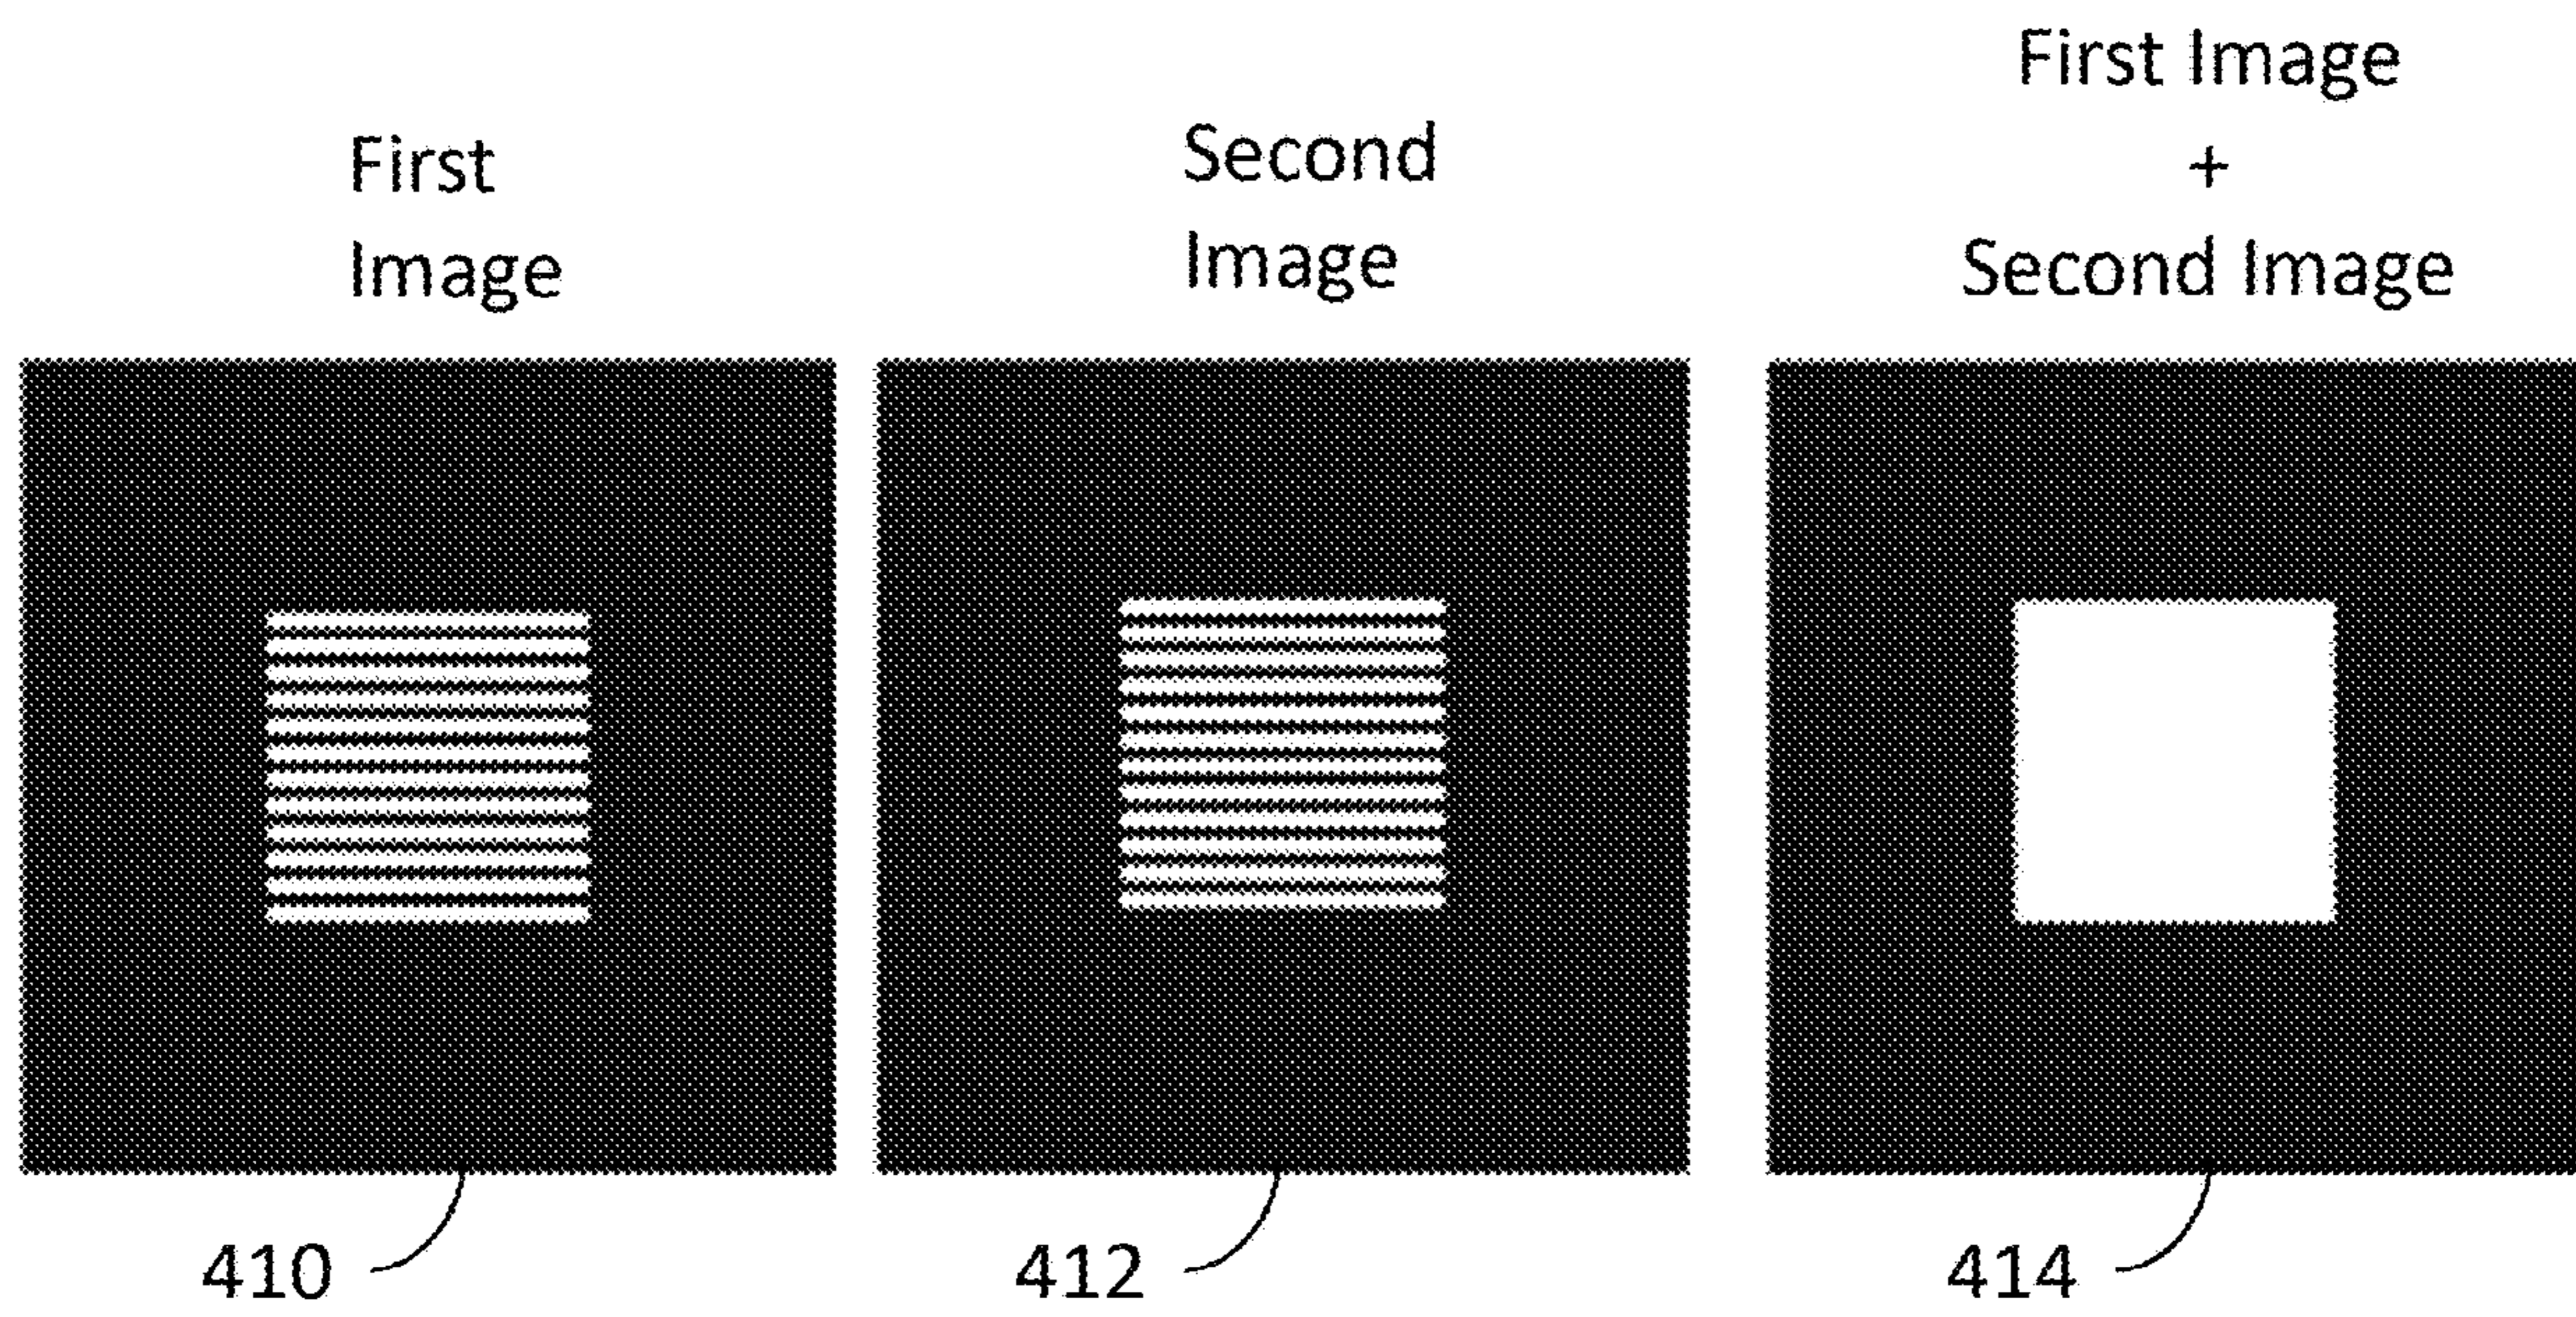 First
Image
Second
Image
First Image
+
Second Image
410
412
414